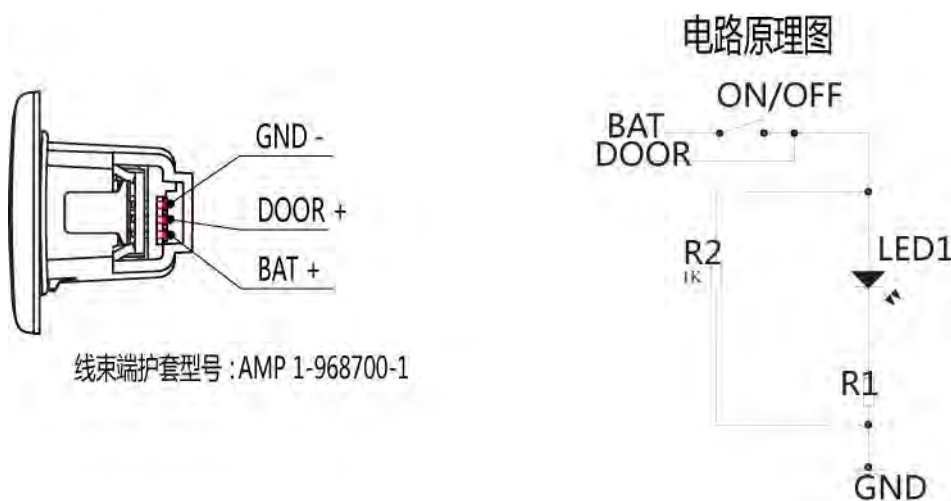 GND -
DOOR +
BAT +
线束端护套型号 : AMP 1-968700-1
电路原理图
ON/OFF
BAT
DOOR
R2
1K
LED1
R1
GND